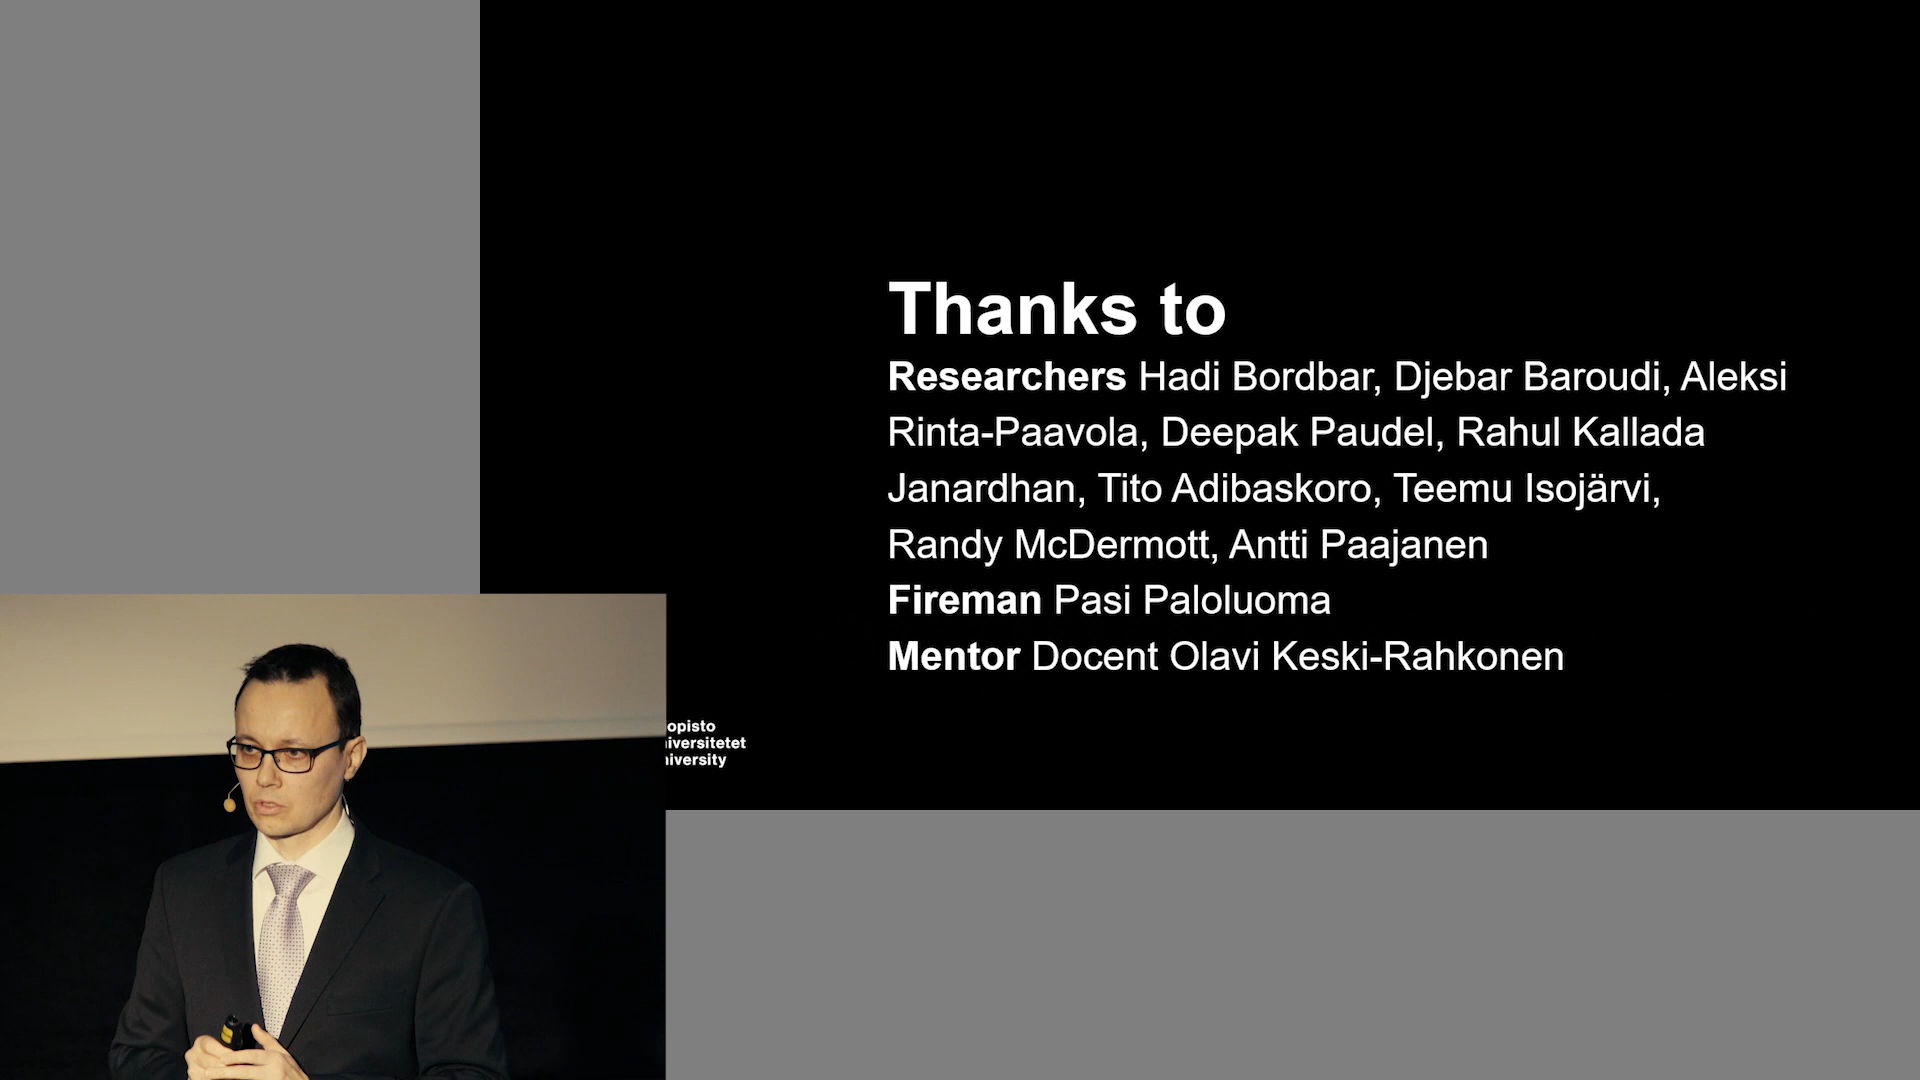 Thanks to
Researchers Hadi Bordbar, Djebar Baroudi, Aleksi
Rinta-Paavola, Deepak Paudel, Rahul Kallada
Janardhan, Tito Adibaskoro, Teemu Isojärvi,
Randy McDermott, Antti Paajanen
Fireman Pasi Paloluoma
Mentor Docent Olavi Keski-Rahkonen
opisto
iversitetet
iversity